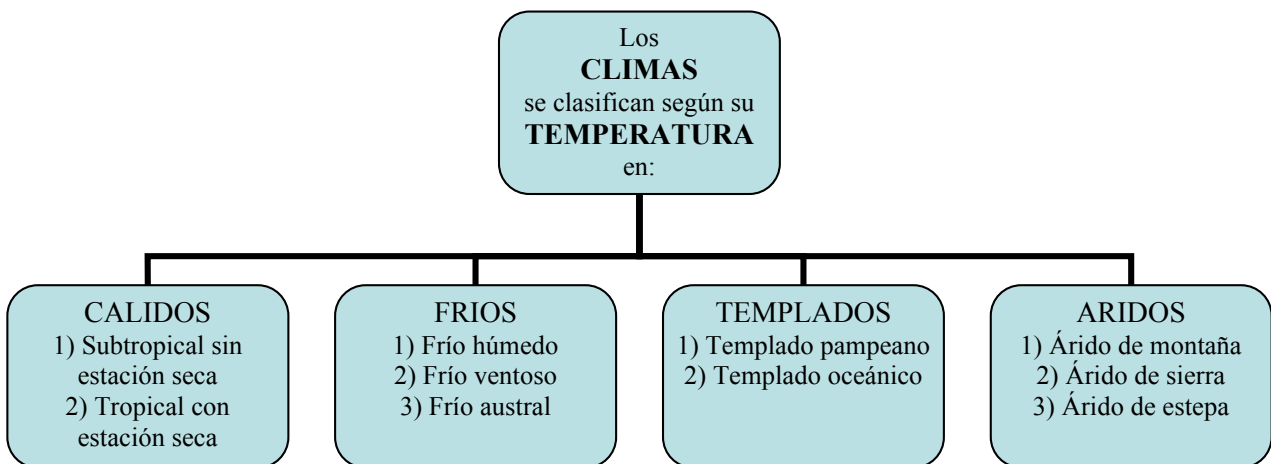 Los
CLIMAS
se clasifican según su
TEMPERATURA
en:
CALIDOS
1) Subtropical sin
estación seca
2) Tropical con
estación seca
FRIOS
1) Frío húmedo
2) Frío ventoso
3) Frío austral
TEMPLADOS
1) Templado pampeano
2) Templado oceánico
ARIDOS
1) Árido de montaña
2) Árido de sierra
3) Árido de estepa